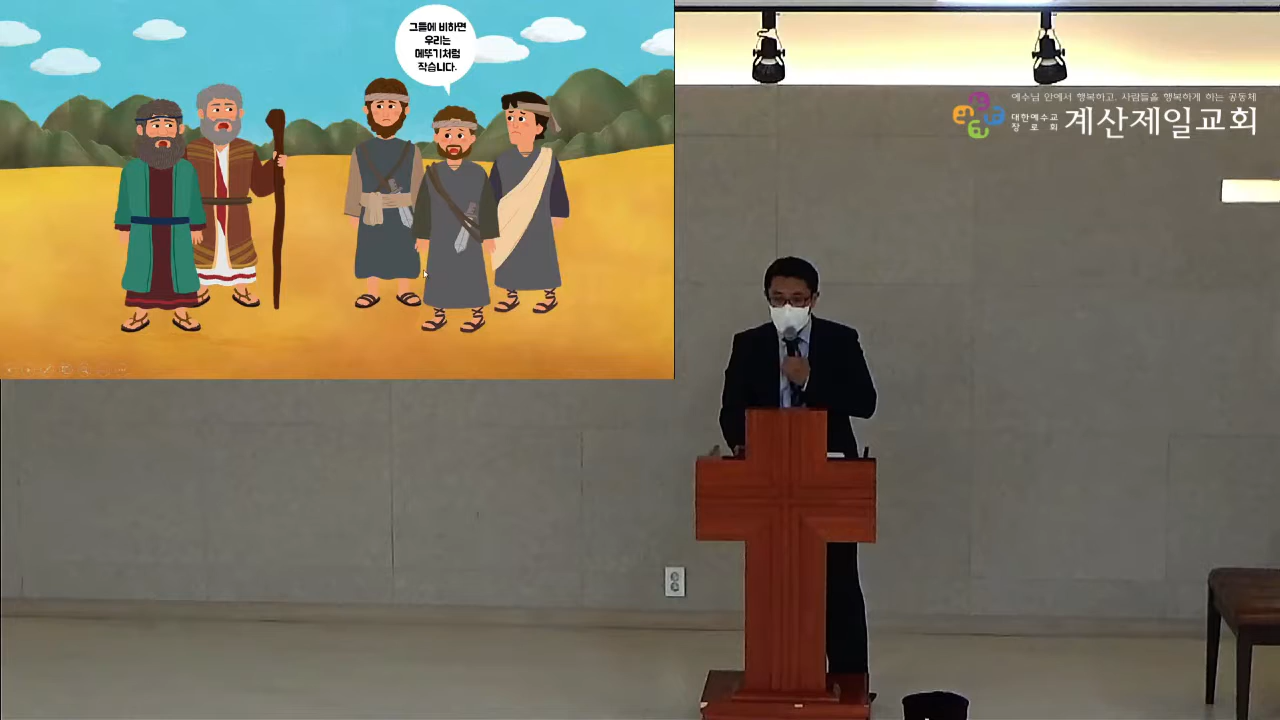 그들에 비하면
우리는
메뚜기처럼
작습니다.
예수님 안에서 행복하고, 사람들을 행복하게 하는 공동체
대한예수교
장로회
계산제일교회